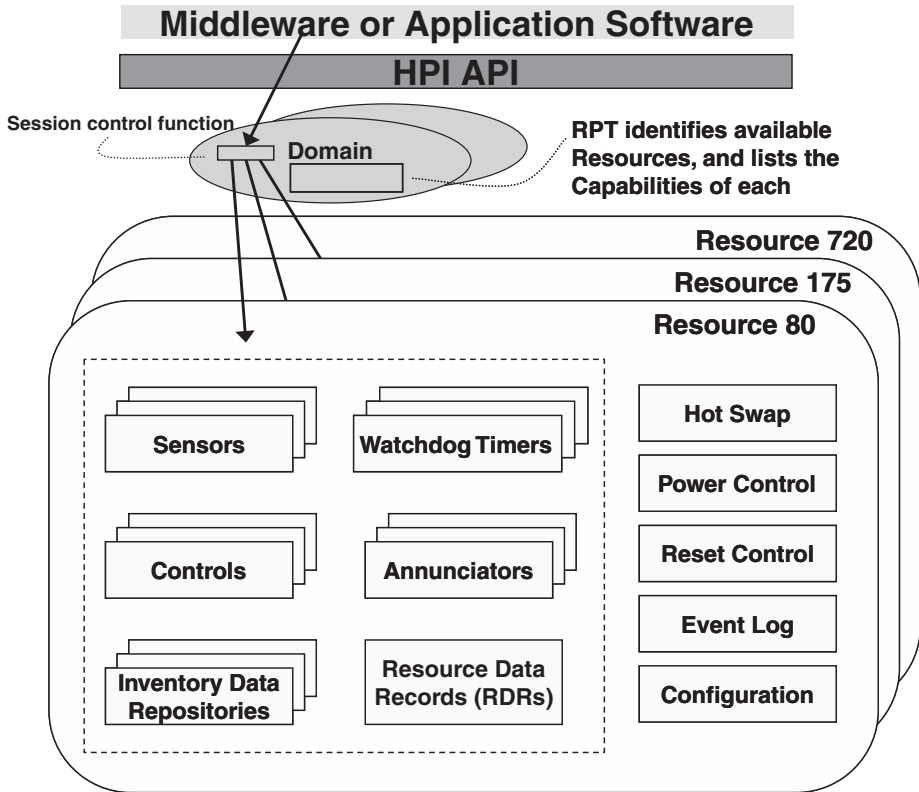 Middleware or Application Software
HPI API
Session control function
Domain
RPT identifies available
Resources, and lists the
Capabilities of each
Resource 720
Resource 175
Resource 80
Sensors
Watchdog Timers
Hot Swap
Power Control
Controls
Annunciators
Reset Control
Event Log
Inventory Data
Repositories
Resource Data
Records (RDRs)
Configuration